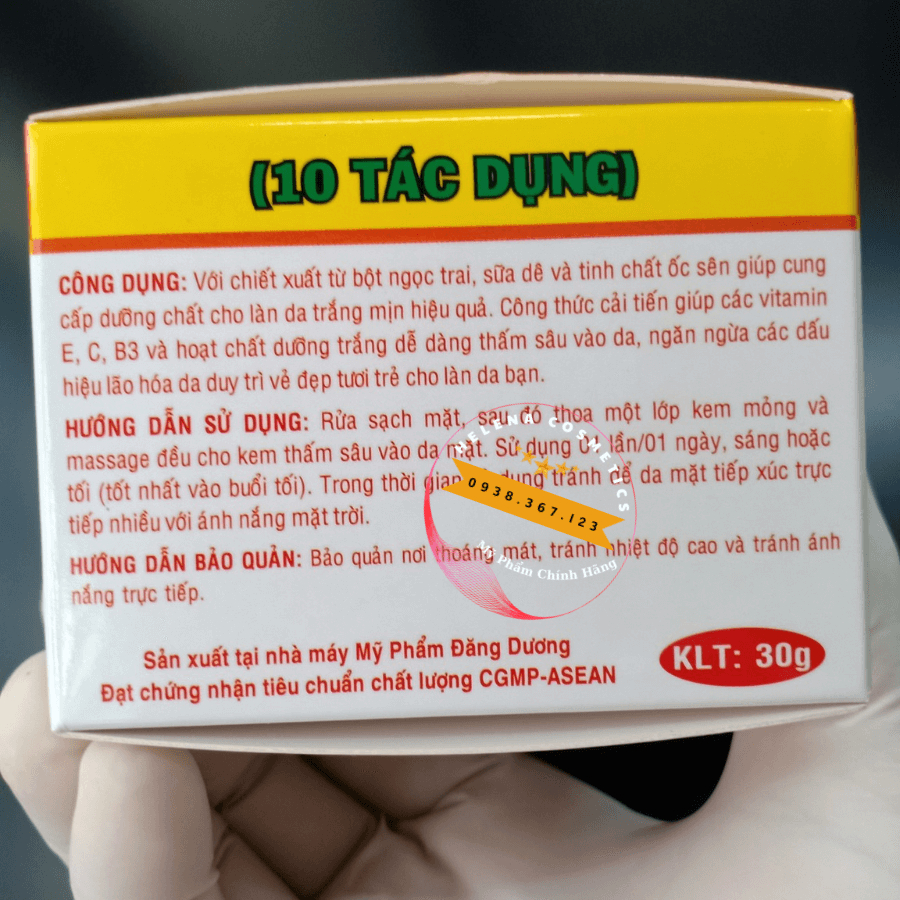 (10 TÁC DỤNG)
CÔNG DỤNG: Với chiết xuất từ bột ngọc trai, sữa dê và tinh chất ốc sên giúp cung
cấp dưỡng chất cho làn da trắng mịn hiệu quả. Công thức cải tiến giúp các vitamin
E, C, B3 và hoạt chất dưỡng trắng dễ dàng thấm sâu vào da, ngăn ngừa các dấu
hiệu lão hóa da duy trì vẻ đẹp tươi trẻ cho làn da bạn.
HƯỚNG DẪN SỬ DỤNG: Rửa sạch mặt, sau đó thoa một lớp kem mỏng và
massage đều cho kem thấm sâu vào da mặt. Sử dụng lần/01 ngày, sáng hoặc
tối (tốt nhất vào buổi tối). Trong thời gian dụng tránh để da mặt tiếp xúc trực
tiếp nhiều với ánh nắng mặt trời.
HƯỚNG DẪN BẢO QUẢN: Bảo quản nơi thoáng mát, tránh nhiệt độ cao và tránh ánh
nắng trực tiếp.
Sản xuất tại nhà máy Mỹ Phẩm Đăng Dương
Đạt chứng nhận tiêu chuẩn chất lượng CGMP-ASEAN
KLT: 30g
HELENA COSMETICS
0938.367.123
Mỹ Phẩm Chính Hãng